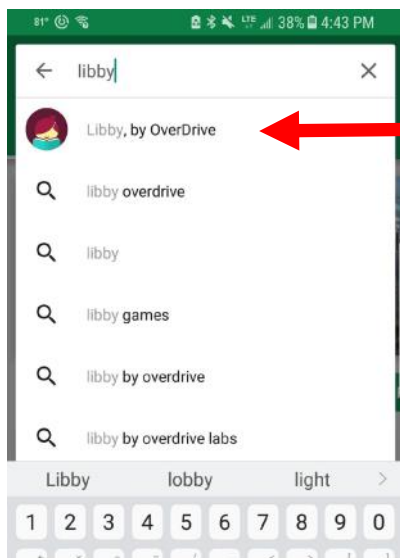 81° LTE 38% 4:43 PM
libby
Libby, by OverDrive
libby overdrive
libby
libby games
libby by overdrive
libby by overdrive labs
Libby lobby light
1 2 3 4 5 6 7 8 9 0